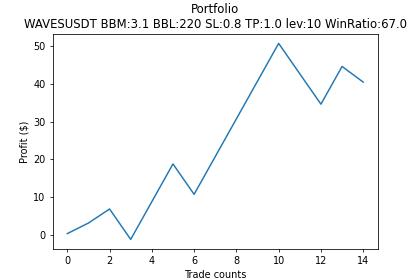 Portfolio
WAVESUSDT BBM:3.1 BBL:220 SL:0.8 TP:1.0 lev:10 WinRatio:67.0
50
40
30
20
10
0
Profit ($)
0 2 4 6 8 10 12 14
Trade counts